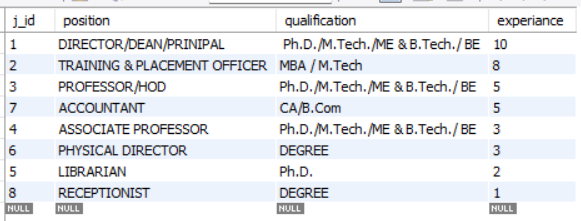 j_id position qualification experiance
1 DIRECTOR/DEAN/PRINIPAL Ph.D./M.Tech./ME & B.Tech./ BE 10
2 TRAINING & PLACEMENT OFFICER MBA / M.Tech 8
3 PROFESSOR/HOD Ph.D./M.Tech./ME & B.Tech./ BE 5
7 ACCOUNTANT CA/B.Com 5
4 ASSOCIATE PROFESSOR Ph.D./M.Tech./ME & B.Tech./ BE 3
6 PHYSICAL DIRECTOR DEGREE 3
5 LIBRARIAN Ph.D. 2
8 RECEPTIONIST DEGREE 1
NULL NULL NULL NULL